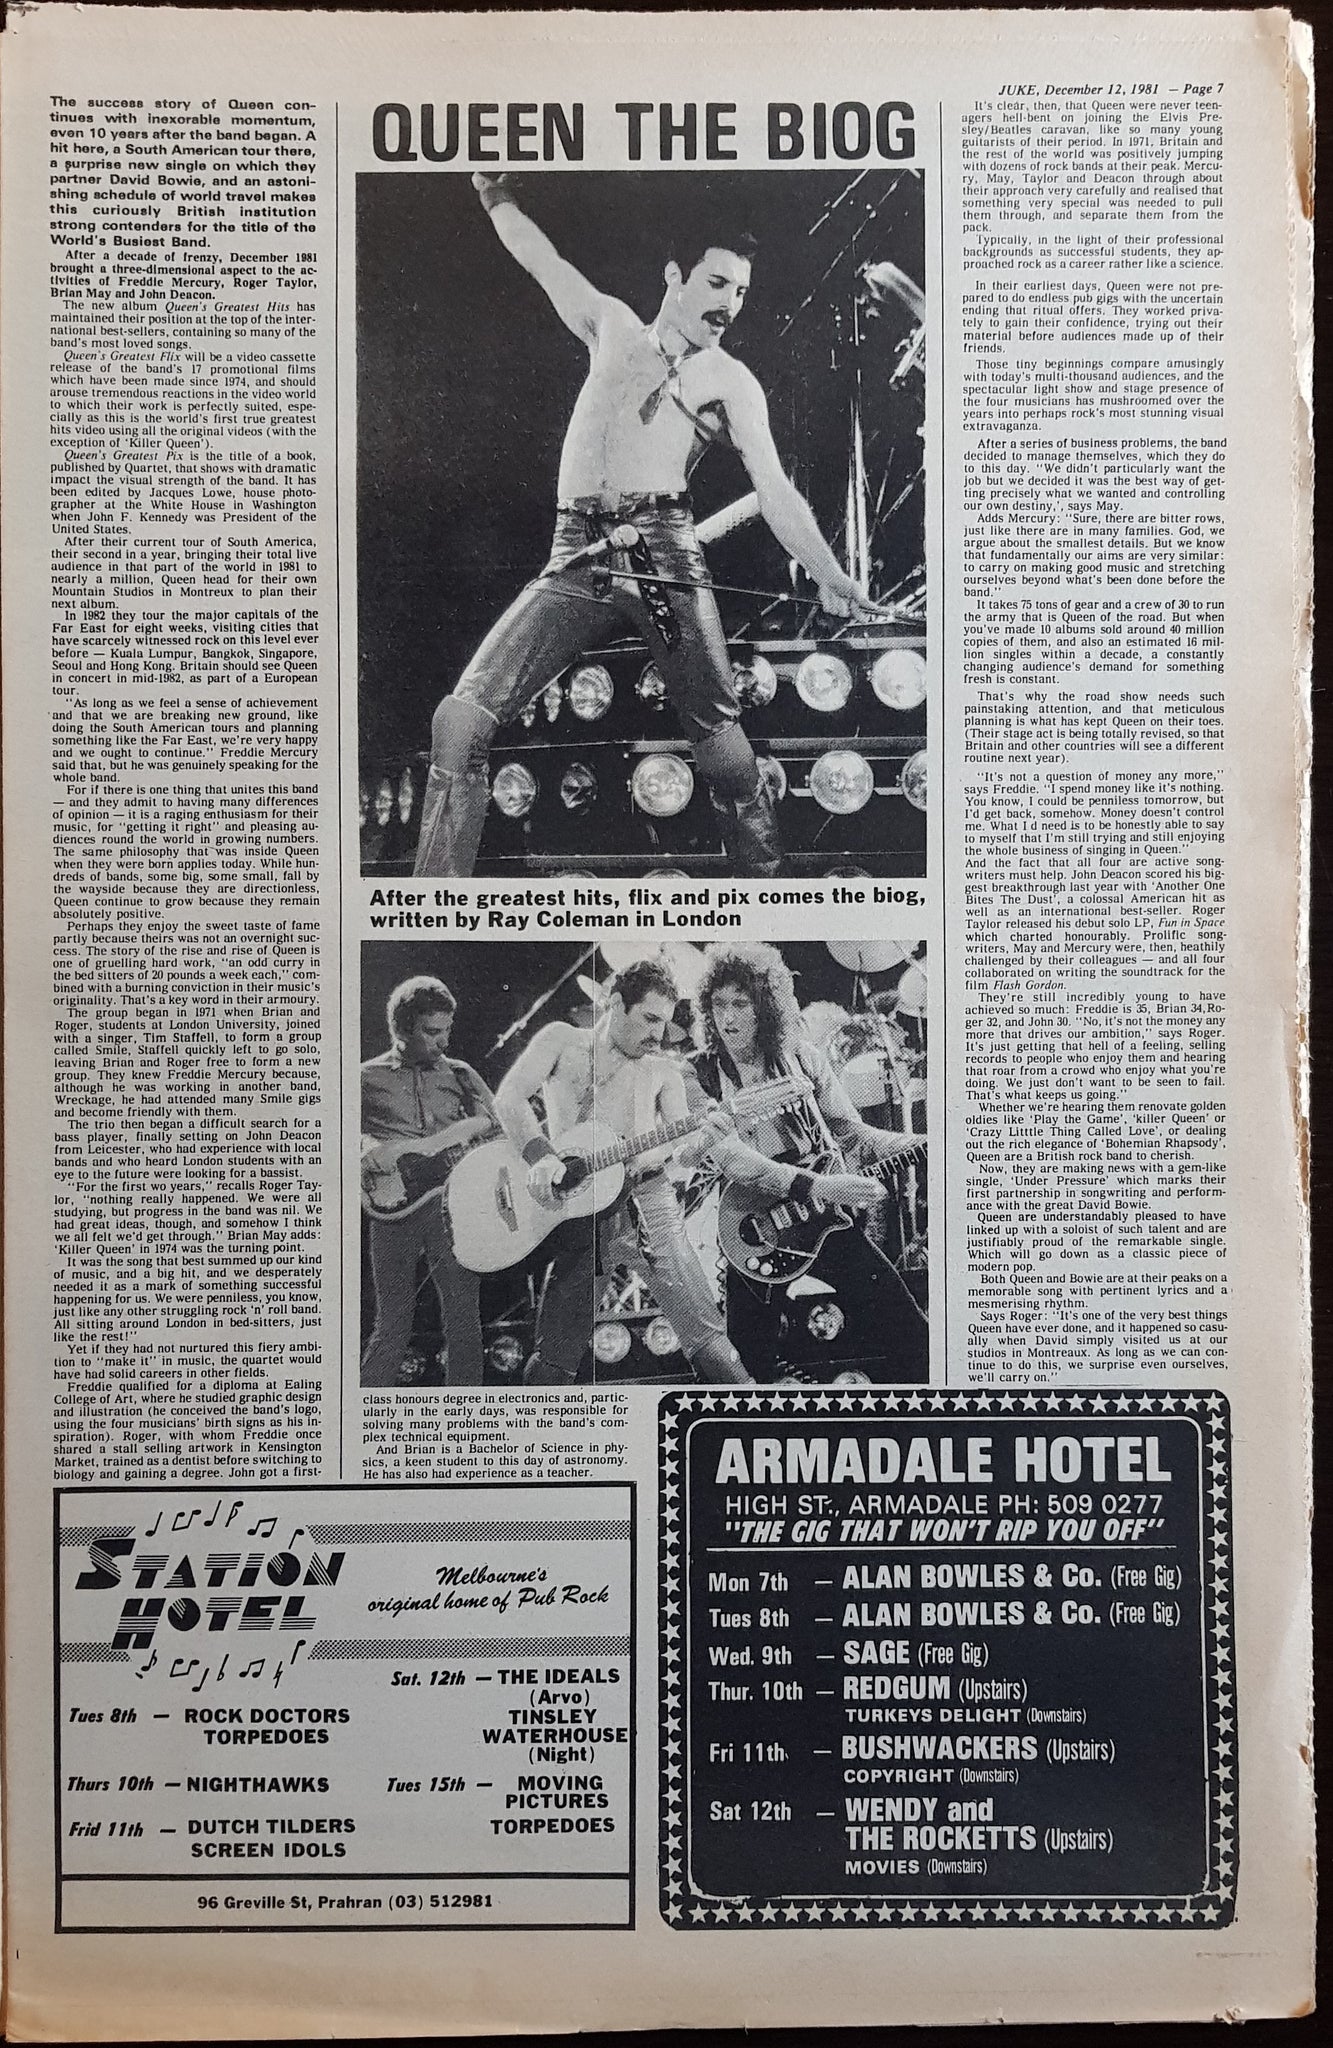 JUKE, December 12, 1981 — Page 7
QUEEN THE BIOG
The success story of Queen con-
tinues with inexorable momentum,
even 10 years after the band began. A
hit here, a South American tour there,
a surprise new single on which they
partner David Bowie, and an astoni-
shing schedule of world travel makes
this curiously British institution
strong contenders for the title of the
World's Busiest Band.
After a decade of frenzy, December 1981
brought a three-dimensional aspect to the ac-
tivities of Freddie Mercury, Roger Taylor,
Brian May and John Deacon.
The new album Queen's Greatest Hits has
maintained their position at the top of the inter-
national best-sellers, containing so many of the
band's most loved songs.
Queen's Greatest Flix will be a video cassette
release of the band's 17 promotional films
which have been made since 1974, and should
arouse tremendous reactions in the video world
to which their work is perfectly suited, espe-
cially as this is the world's first true greatest
hits video using all the original videos (with the
exception of 'Killer Queen').
Queen's Greatest Pix is the title of a book,
published by Quartet, that shows with dramatic
impact the visual strength of the band. It has
been edited by Jacques Lowe, house photo-
grapher at the White House in Washington
when John F. Kennedy was President of the
United States.
After their current tour of South America,
their second in a year, bringing their total live
audience in that part of the world in 1981 to
nearly a million, Queen head for their own
Mountain Studios in Montreux to plan their
next album.
In 1982 they tour the major capitals of the
Far East for eight weeks, visiting cities that
have scarcely witnessed rock on this level ever
before — Kuala Lumpur, Bangkok, Singapore,
Seoul and Hong Kong. Britain should see Queen
in concert in mid-1982, as part of a European
tour.
"As long as we feel a sense of achievement
and that we are breaking new ground, like
doing the South American tours and planning
something like the Far East, we're very happy
and we ought to continue." Freddie Mercury
said that, but he was genuinely speaking for the
whole band.
For if there is one thing that unites this band
— and they admit to having many differences
of opinion — it is a raging enthusiasm for their
music, for "getting it right" and pleasing au-
diences round the world in growing numbers.
The same philosophy that was inside Queen
when they were born applies today. While hun-
dreds of bands, some big, some small, fall by
the wayside because they are directionless,
Queen continue to grow because they remain
absolutely positive.
Perhaps they enjoy the sweet taste of fame
partly because theirs was not an overnight suc-
cess. The story of the rise and rise of Queen is
one of gruelling hard work, "an odd curry in
the bed sitters of 20 pounds a week each," com-
bined with a burning conviction in their music's
originality. That's a key word in their armoury.
The group began in 1971 when Brian and
Roger, students at London University, joined
with a singer, Tim Staffell, to form a group
called Smile, Staffell quickly left to go solo,
leaving Brian and Roger free to form a new
group. They knew Freddie Mercury because,
although he was working in another band,
Wreckage, he had attended many Smile gigs
and become friendly with them.
The trio then began a difficult search for a
bass player, finally setting on John Deacon
from Leicester, who had experience with local
bands and who heard London students with an
eye to the future were looking for a bassist.
"For the first wo years," recalls Roger Tay-
lor, "nothing really happened. We were all
studying, but progress in the band was nil. We
had great ideas, though, and somehow I think
we all felt we'd get through." Brian May adds:
'Killer Queen' in 1974 was the turning point.
It was the song that best summed up our kind
of music, and a big hit, and we desperately
needed it as a mark of something successful
happening for us. We were penniless, you know,
just like any other struggling rock 'n' roll band.
All sitting around London in bed-sitters, just
like the rest!"
Yet if they had not nurtured this fiery ambi-
tion to "make it" in music, the quartet would
have had solid careers in other fields.
Freddie qualified for a diploma at Ealing
College of Art, where he studied graphic design
and illustration (he conceived the band's logo,
using the four musicians' birth signs as his in-
spiration). Roger, with whom Freddie once
shared a stall selling artwork in Kensington
Market, trained as a dentist before switching to
biology and gaining a degree. John got a first-
After the greatest hits, flix and pix comes the biog,
written by Ray Coleman in London
class honours degree in electronics and, partic-
ularly in the early days, was responsible for
solving many problems with the band's com-
plex technical equipment.
And Brian is a Bachelor of Science in phy-
sics, a keen student to this day of astronomy.
He has also had experience as a teacher.
It's clear, then, that Queen were never teen-
agers hell-bent on joining the Elvis Pre-
sley/Beatles caravan, like so many young
guitarists of their period. In 1971, Britain and
the rest of the world was positively jumping
with dozens of rock bands at their peak. Mercu-
ry, May, Taylor and Deacon through about
their approach very carefully and realised that
something very special was needed to pull
them through, and separate them from the
pack.
Typically, in the light of their professional
backgrounds as successful students, they ap-
proached rock as a career rather like a science.
In their earliest days, Queen were not pre-
pared to do endless pub gigs with the uncertain
ending that ritual offers. They worked priva-
tely to gain their confidence, trying out their
material before audiences made up of their
friends.
Those tiny beginnings compare amusingly
with today's multi-thousand audiences, and the
spectacular light show and stage presence of
the four musicians has mushroomed over the
years into perhaps rock's most stunning visual
extravaganza.
After a series of business problems, the band
decided to manage themselves, which they do
to this day. "We didn't particularly want the
job but we decided it was the best way of get-
ting precisely what we wanted and controlling
our own destiny,', says May.
Adds Mercury: "Sure, there are bitter rows,
just like there are in many families. God, we
argue about the smallest details. But we know
that fundamentally our aims are very similar:
to carry on making good music and stretching
ourselves beyond what's been done before the
band."
It takes 75 tons of gear and a crew of 30 to run
the army that is Queen of the road. But when
you've made 10 albums sold around 40 million
copies of them, and also an estimated 16 mil-
lion singles within a decade, a constantly
changing audience's demand for something
fresh is constant.
That's why the road show needs such
painstaking attention, and that meticulous
planning is what has kept Queen on their toes.
(Their stage act is being totally revised, so that
Britain and other countries will see a different
routine next year).
"It's not a question of money any more,"
says Freddie. "I spend money like it's nothing.
You know, I could be penniless tomorrow, but
I'd get back, somehow. Money doesn't control
me. What I d need is to be honestly able to say
to myself that I'm still trying and still enjoying
the whole business of singing in Queen."
And the fact that all four are active song-
writers must help. John Deacon scored his big-
gest breakthrough last year with 'Another One
Bites The Dust', a colossal American hit as
well as an international best-seller. Roger
Taylor released his debut solo LP, Fun in Space
which charted honourably. Prolific song-
writers, May and Mercury were, then, heathily
challenged by their colleagues — and all four
collaborated on writing the soundtrack for the
film Flash Gordon.
They're still incredibly young to have
achieved so much: Freddie is 35, Brian 34,Ro-
ger 32, and John 30. "No, it's not the money any
more that drives our ambition," says Roger.
It's just getting that hell of a feeling, selling
records to people who enjoy them and hearing
that roar from a crowd who enjoy what you're
doing. We just don't want to be seen to fail.
That's what keeps us going."
Whether we're hearing them renovate golden
oldies like 'Play the Game', 'killer Queen' or
'Crazy Litttle Thing Called Love', or dealing
out the rich elegance of 'Bohemian Rhapsody',
Queen are a British rock band to cherish.
Now, they are making news with a gem-like
single, 'Under Pressure' which marks their
first partnership in songwriting and perform-
ance with the great David Bowie.
Queen are understandably pleased to have
linked up with a soloist of such talent and are
justifiably proud of the remarkable single.
Which will go down as a classic piece of
modern pop.
Both Queen and Bowie are at their peaks on a
memorable song with pertinent lyrics and a
mesmerising rhythm.
Says Roger: "It's one of the very best things
Queen have ever done, and it happened so casu-
ally when David simply visited us at our
studios in Montreaux. As long as we can con-
tinue to do this, we surprise even ourselves,
we'll carry on."
STATION
HOTEL
Melbourne's
original home of Pub Rock
Tues 8th — ROCK DOCTORS
TORPEDOES
Thurs 10th — NIGHTHAWKS
Frid 11th — DUTCH TILDERS
SCREEN IDOLS
Sat. 12th — THE IDEALS
(Arvo)
TINSLEY
WATERHOUSE
(Night)
Tues 15th — MOVING
PICTURES
TORPEDOES
96 Greville St, Prahran (03) 512981
ARMADALE HOTEL
HIGH ST., ARMADALE PH: 509 0277
"THE GIG THAT WON'T RIP YOU OFF"
Mon 7th — ALAN BOWLES & Co. (Free Gig)
Tues 8th — ALAN BOWLES & Co. (Free Gig)
Wed. 9th — SAGE (Free Gig)
Thur. 10th — REDGUM (Upstairs)
TURKEYS DELIGHT (Downstairs)
Fri 11th — BUSHWACKERS (Upstairs)
COPYRIGHT (Downstairs)
Sat 12th — WENDY and
THE ROCKETTS (Upstairs)
MOVIES (Downstairs)